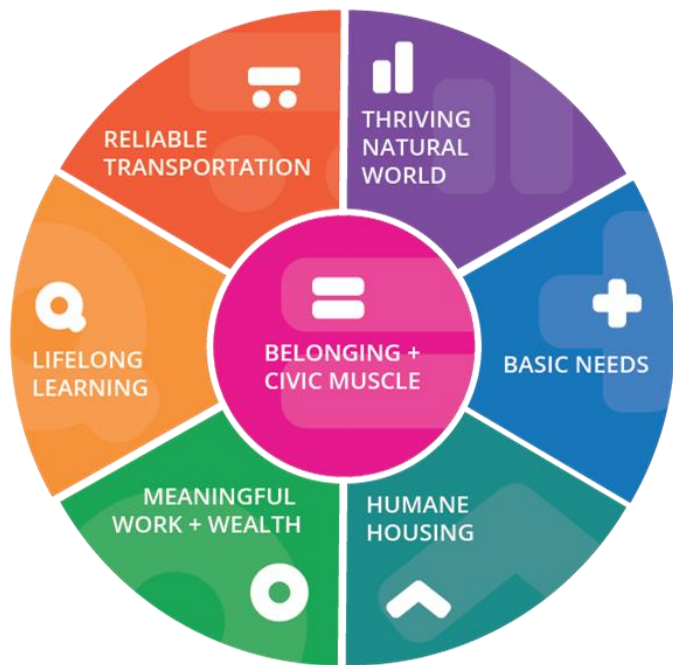 THRIVING
NATURAL
WORLD
BASIC NEEDS
HUMANE
HOUSING
MEANINGFUL
WORK + WEALTH
LIFELONG
LEARNING
RELIABLE
TRANSPORTATION
BELONGING +
CIVIC MUSCLE